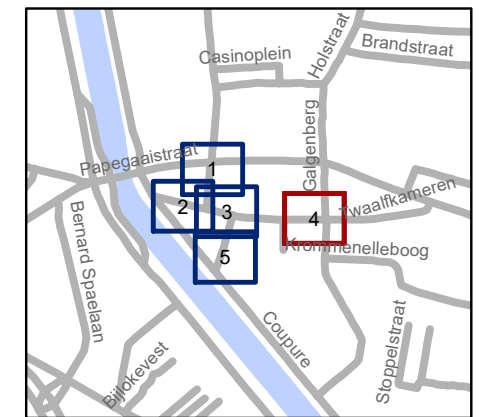 Casinoplein
Holstraat
Brandstraat
Papegaaistraat
1
Galgenberg
2
3
4
Twaalfkameren
Bernard Spaelaan
Krommenelleboog
5
Coupure
Stoppelstraat
Bijlokevest